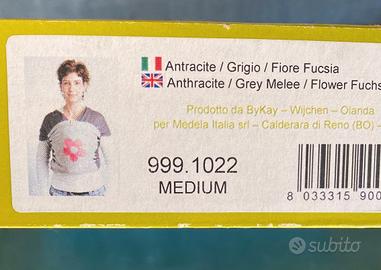 Antracite / Grigio / Fiore Fucsia
Anthracite / Grey Melee / Flower Fuchs
Prodotto da ByKay – Wijchen – Olanda
per Medela Italia srl – Calderara di Reno (BO) –
999.1022
MEDIUM
8 033315 900
subito